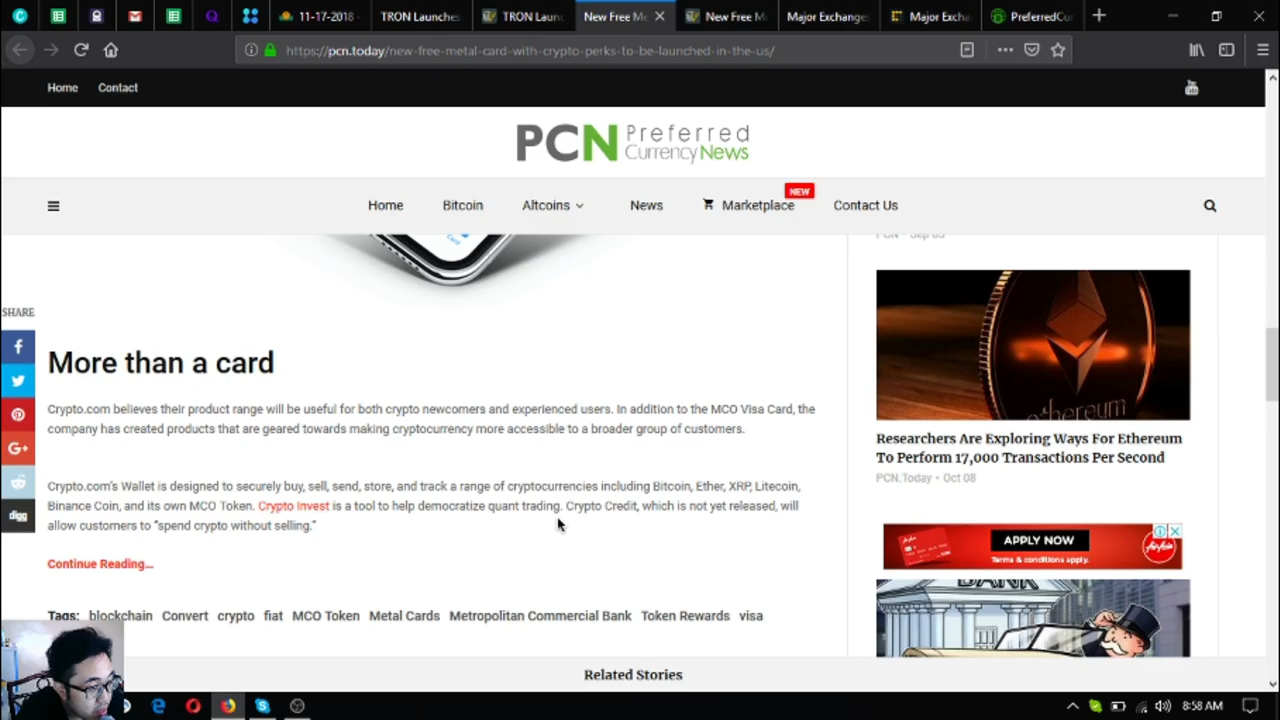 11-17-2018 -
TRON Launches
TRON Laun
New Free Me
New Free M
Major Exchanges
Major Excha
PreferredCur
https://pcn.today/new-free-metal-card-with-crypto-perks-to-be-launched-in-the-us/
Home
Contact
PCN Preferred
Currency News
NEW
Home
Bitcoin
Altcoins
News
Marketplace
Contact Us
PCN - Sep 03
SHARE
More than a card
Crypto.com believes their product range will be useful for both crypto newcomers and experienced users. In addition to the MCO Visa Card, the
company has created products that are geared towards making cryptocurrency more accessible to a broader group of customers.
Crypto.com's Wallet is designed to securely buy, sell, send, store, and track a range of cryptocurrencies including Bitcoin, Ether, XRP, Litecoin,
Binance Coin, and its own MCO Token. Crypto Invest is a tool to help democratize quant trading. Crypto Credit, which is not yet released, will
allow customers to "spend crypto without selling."
Continue Reading...
Tags: blockchain Convert crypto fiat MCO Token Metal Cards Metropolitan Commercial Bank Token Rewards visa
ethereum
Researchers Are Exploring Ways For Ethereum
To Perform 17,000 Transactions Per Second
PCN.Today • Oct 08
APPLY NOW
Terms & conditions apply.
AirAsia
BANK
digg
Related Stories
8:58 AM